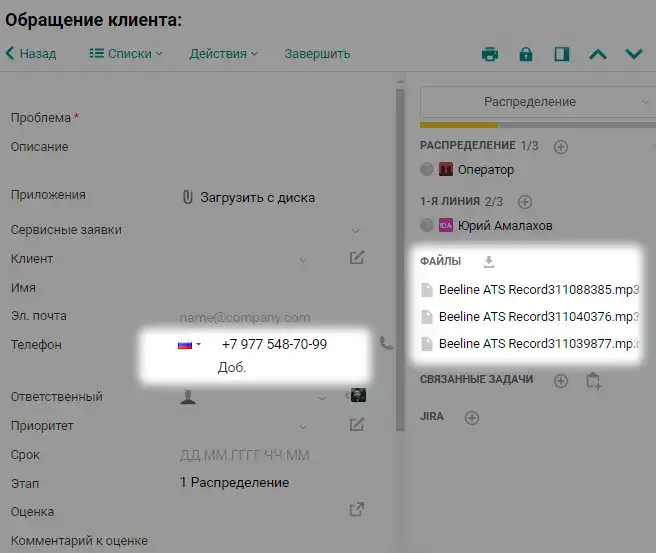 Обращение клиента:
Назад
Списки
Действия
Завершить
Проблема *
Описание
Приложения
Загрузить с диска
Сервисные заявки
Клиент
Имя
Эл. почта
name@company.com
Телефон
+7 977 548-70-99
Доб.
Ответственный
Приоритет
Срок
ДД.ММ.ГГГГ ЧЧ:ММ
Этап
1 Распределение
Оценка
Комментарий к оценке
Распределение
РАСПРЕДЕЛЕНИЕ 1/3
Оператор
1-Я ЛИНИЯ 2/3
ЮА Юрий Амалахов
ФАЙЛЫ
Beeline ATS Record311088385.mp3
Beeline ATS Record311040376.mp3
Beeline ATS Record311039877.mp3
СВЯЗАННЫЕ ЗАДАЧИ
JIRA